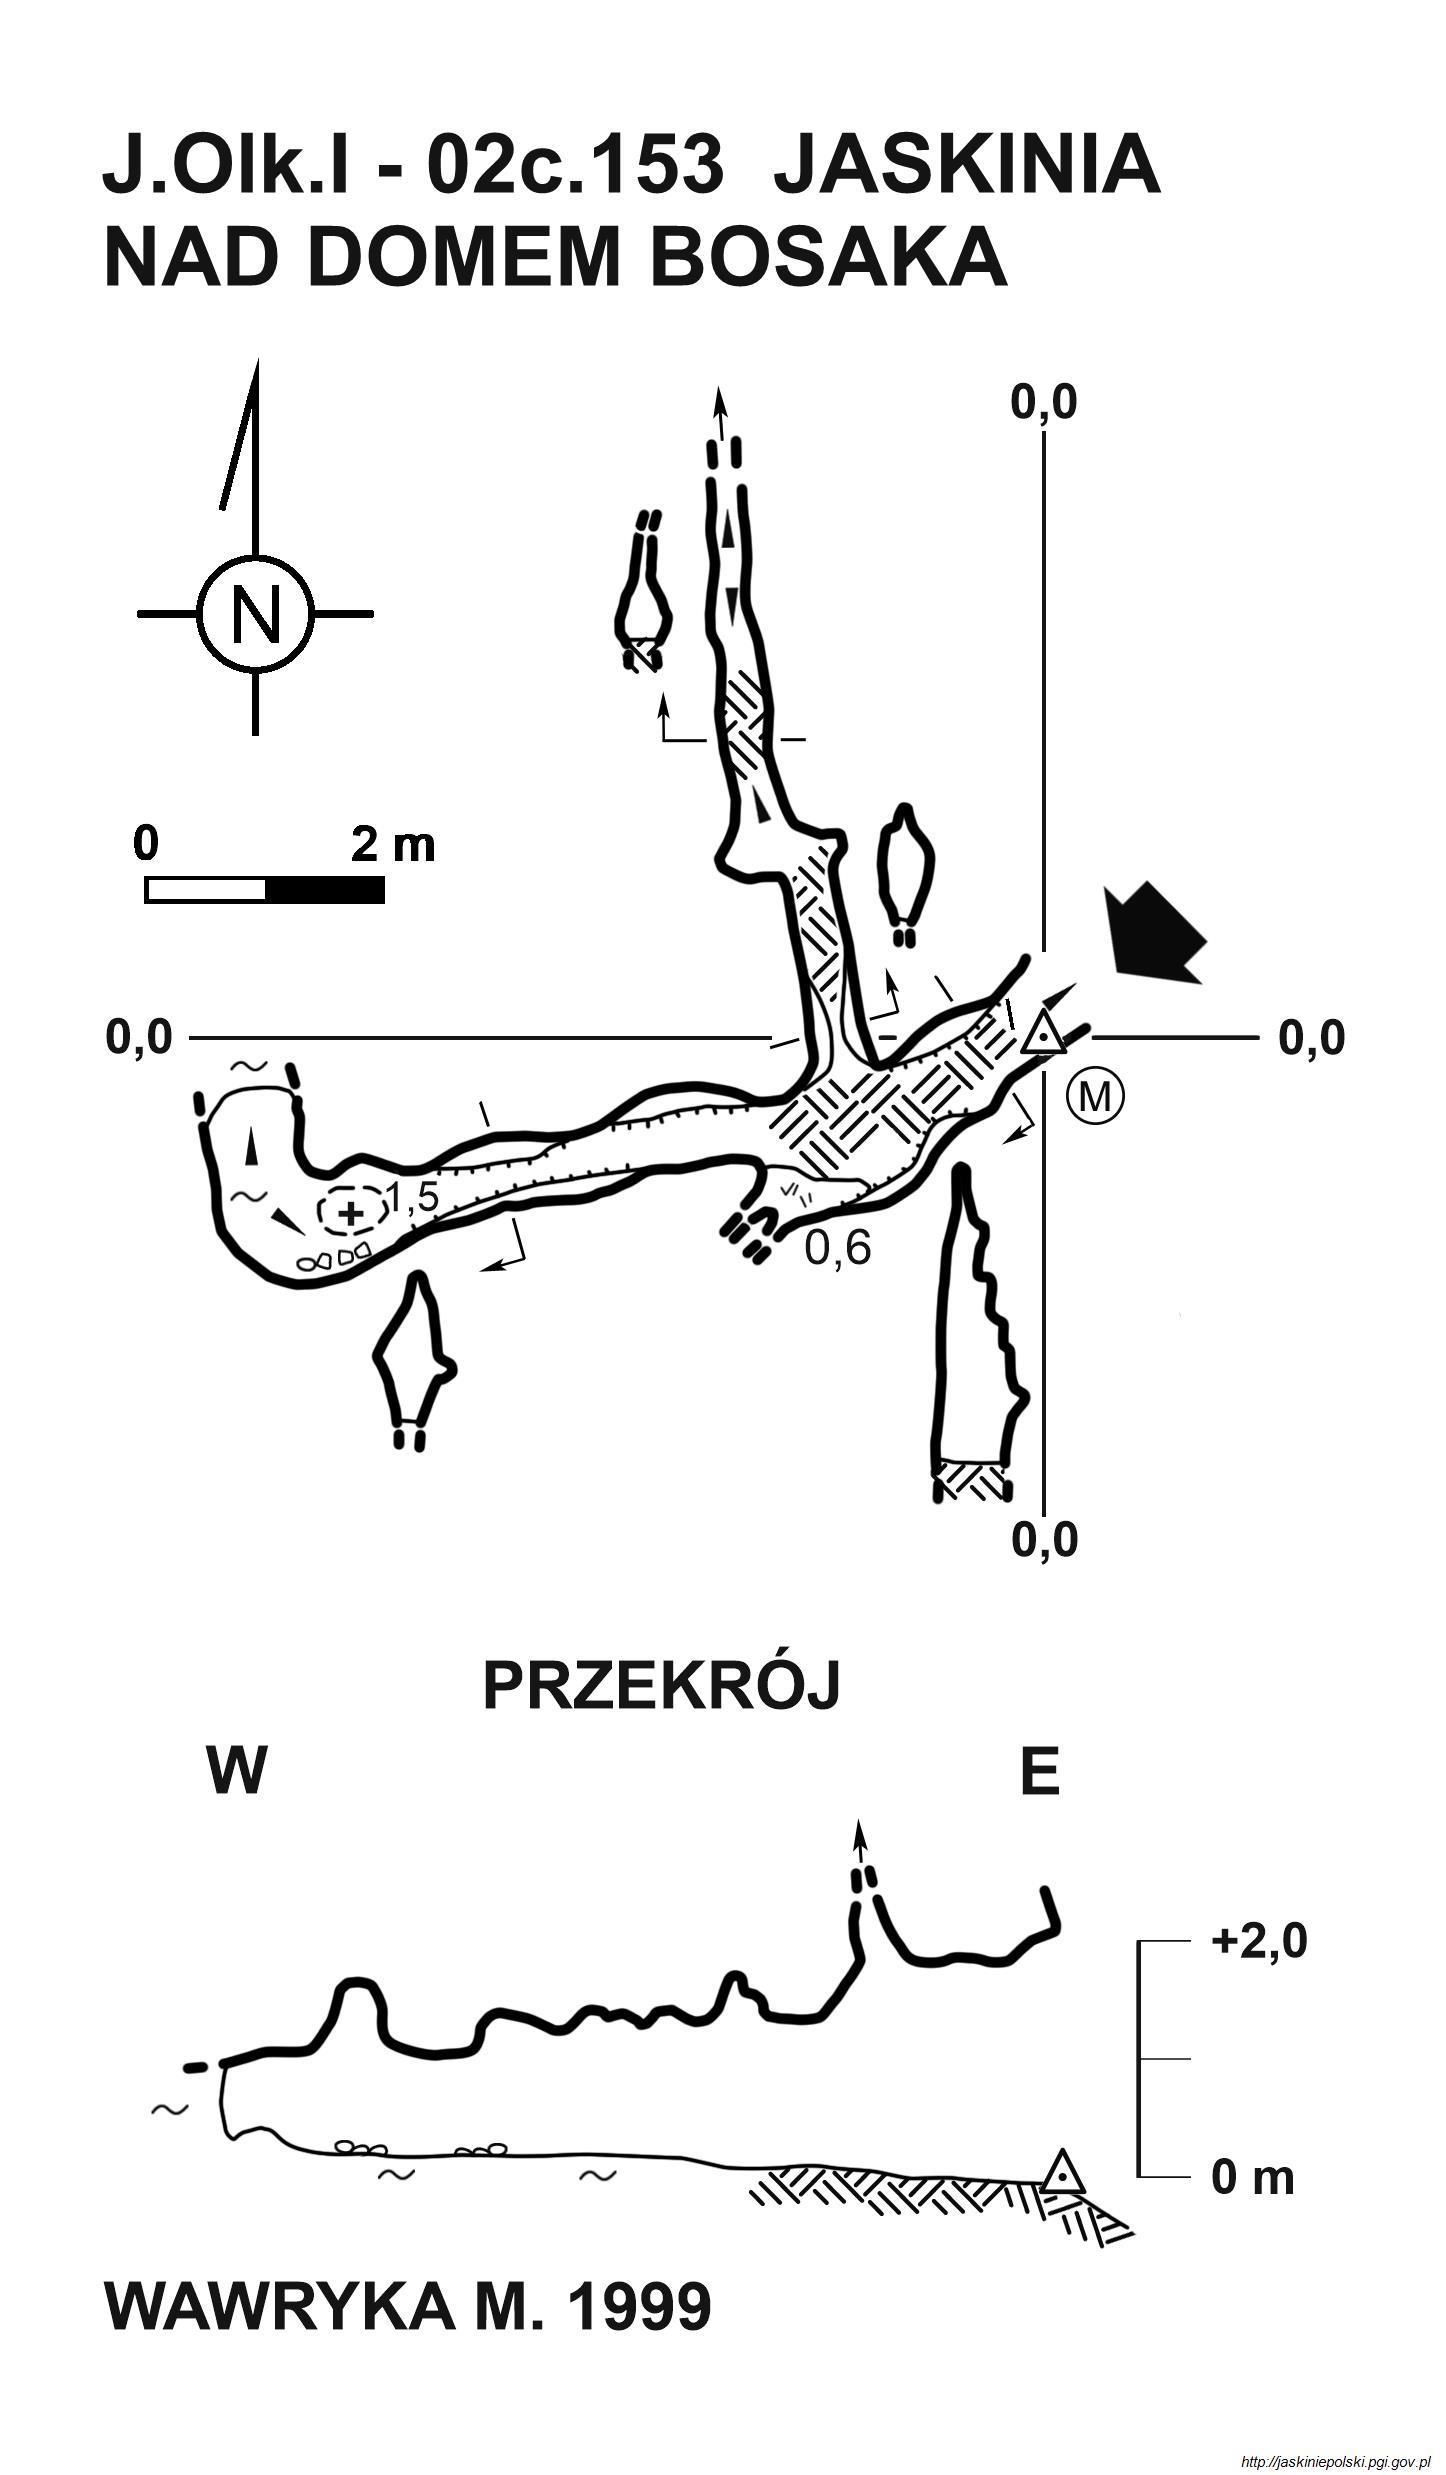 J.Olk.I - 02c.153 JASKINIA
NAD DOMEM BOSAKA
0,0
N
0 2 m
0,0 0,0
M
1,5
0,6
0,0
PRZEKRÓJ
W E
+2,0
0 m
WAWRYKA M. 1999
http://jaskiniepolski.pgi.gov.pl